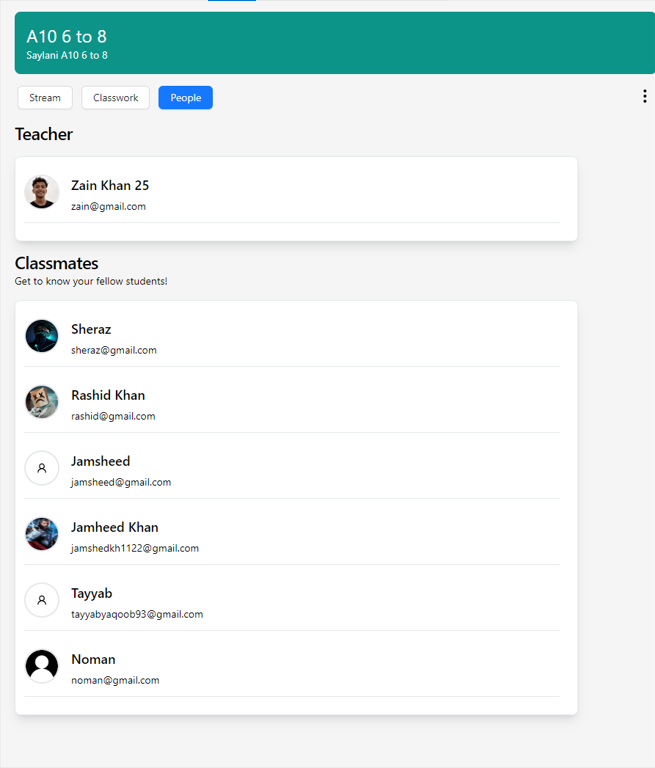 A10 6 to 8
Saylani A10 6 to 8
Stream
Classwork
People
Teacher
Zain Khan 25
zain@gmail.com
Classmates
Get to know your fellow students!
Sheraz
sheraz@gmail.com
Rashid Khan
rashid@gmail.com
Jamsheed
jamsheed@gmail.com
Jamheed Khan
jamshedkh1122@gmail.com
Tayyab
tayyabyaqoob93@gmail.com
Noman
noman@gmail.com